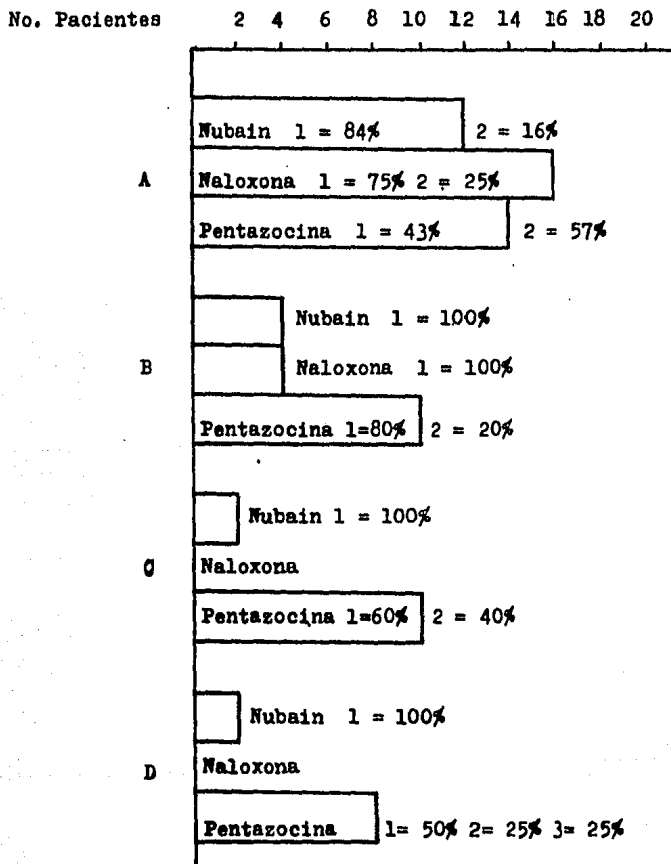 No. Pacientes 2 4 6 8 10 12 14 16 18 20
Nubain 1 = 84% 2 = 16%
A Naloxona 1 = 75% 2 = 25%
Pentazocina 1 = 43% 2 = 57%
Nubain 1 = 100%
B Naloxona 1 = 100%
Pentazocina 1=80% 2 = 20%
Nubain 1 = 100%
C Naloxona
Pentazocina 1=60% 2 = 40%
Nubain 1 = 100%
D Naloxona
Pentazocina 1= 50% 2= 25% 3= 25%